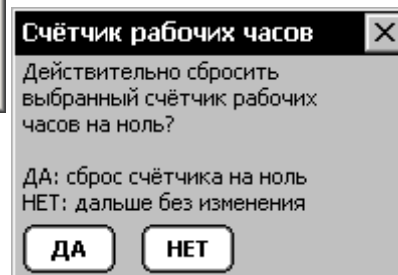 Счётчик рабочих часов
Действительно сбросить
выбранный счётчик рабочих
часов на ноль?
ДА: сброс счётчика на ноль
НЕТ: дальше без изменения
ДА НЕТ